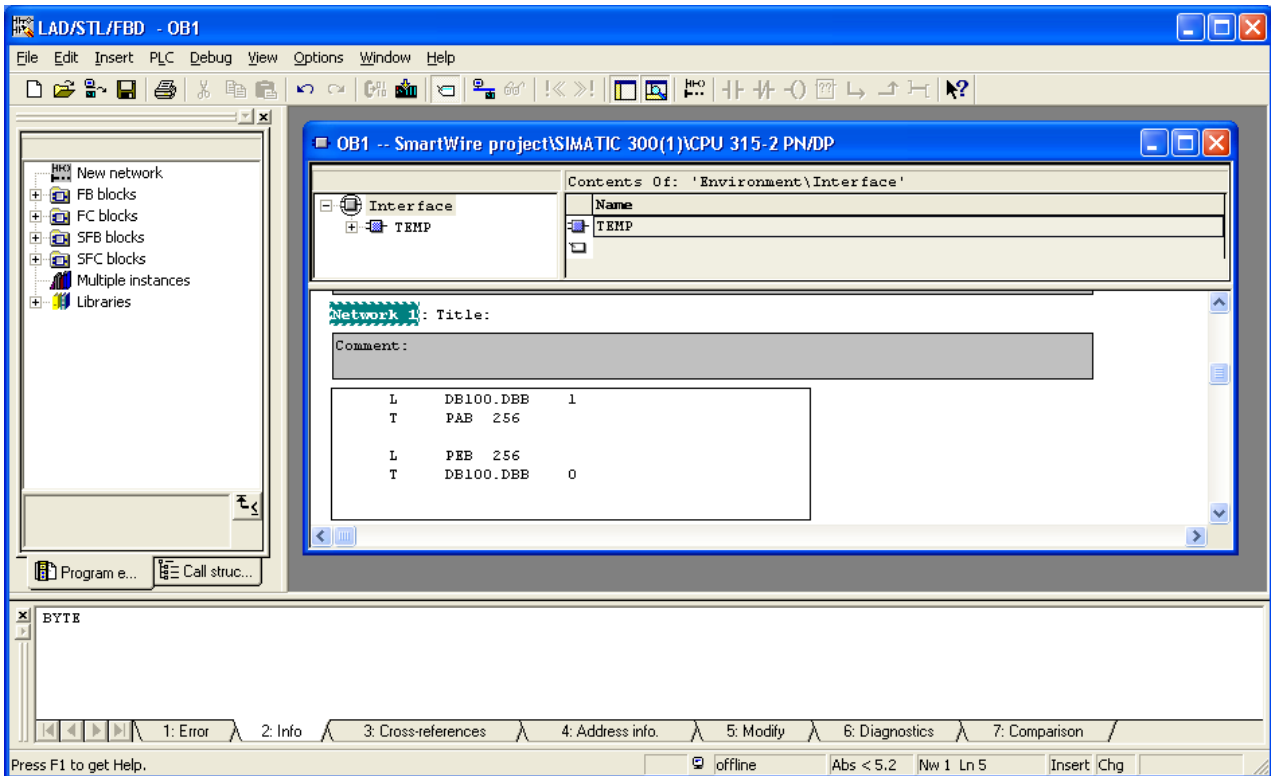 LAD/STL/FBD - OB1
File Edit Insert PLC Debug View Options Window Help
New network
FB blocks
FC blocks
SFB blocks
SFC blocks
Multiple instances
Libraries
Program e... Call struc...
OB1 -- SmartWire project\SIMATIC 300(1)\CPU 315-2 PN/DP
Interface
TEMP
Contents Of: 'Environment\Interface'
Name
TEMP
Network 1: Title:
Comment:
L DB100.DBB 1
T PAB 256
L PEB 256
T DB100.DBB 0
BYTE
1: Error 2: Info 3: Cross-references 4: Address info. 5: Modify 6: Diagnostics 7: Comparison
Press F1 to get Help. offline Abs < 5.2 Nw 1 Ln 5 Insert Chg